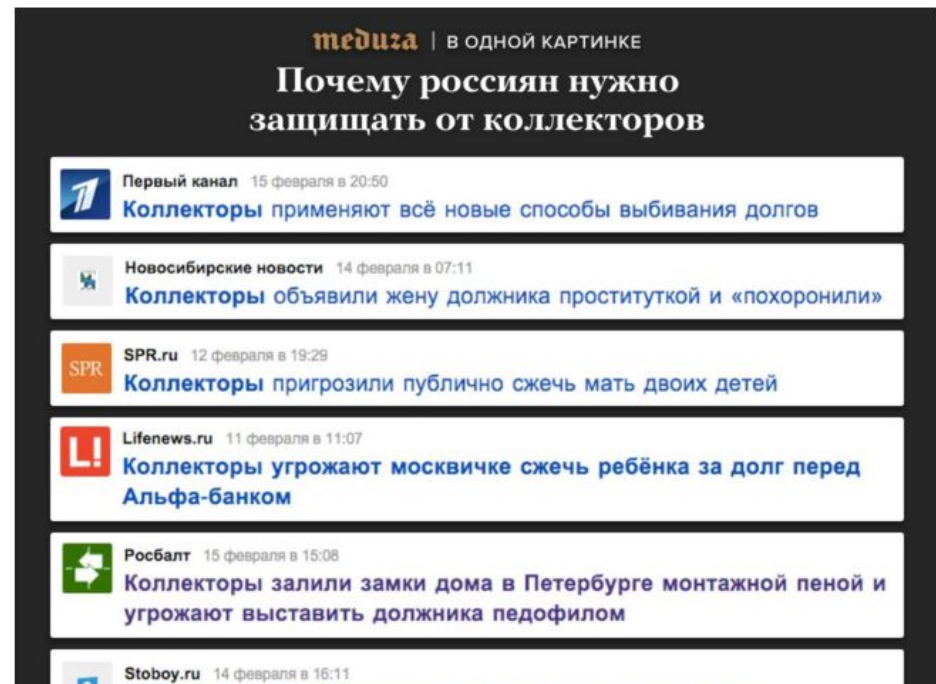 meduza | В ОДНОЙ КАРТИНКЕ
Почему россиян нужно
защищать от коллекторов
Первый канал 15 февраля в 20:50
Коллекторы применяют всё новые способы выбивания долгов
Новосибирские новости 14 февраля в 07:11
Коллекторы объявили жену должника проституткой и «похоронили»
SPR
SPR.ru 12 февраля в 19:29
Коллекторы пригрозили публично сжечь мать двоих детей
L!
Lifenews.ru 11 февраля в 11:07
Коллекторы угрожают москвичке сжечь ребёнка за долг перед
Альфа-банком
Росбалт 15 февраля в 15:08
Коллекторы залили замки дома в Петербурге монтажной пеной и
угрожают выставить должника педофилом
Stoboy.ru 14 февраля в 16:11